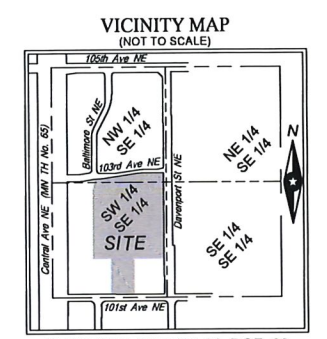 VICINITY MAP
(NOT TO SCALE)
105th Ave NE
Baltimore St NE
NW 1/4
SE 1/4
NE 1/4
SE 1/4
N
Central Ave NE (MN TH No. 65)
103rd Ave NE
Davenport St NE
SW 1/4
SE 1/4
SITE
SE 1/4
SE 1/4
101st Ave NE